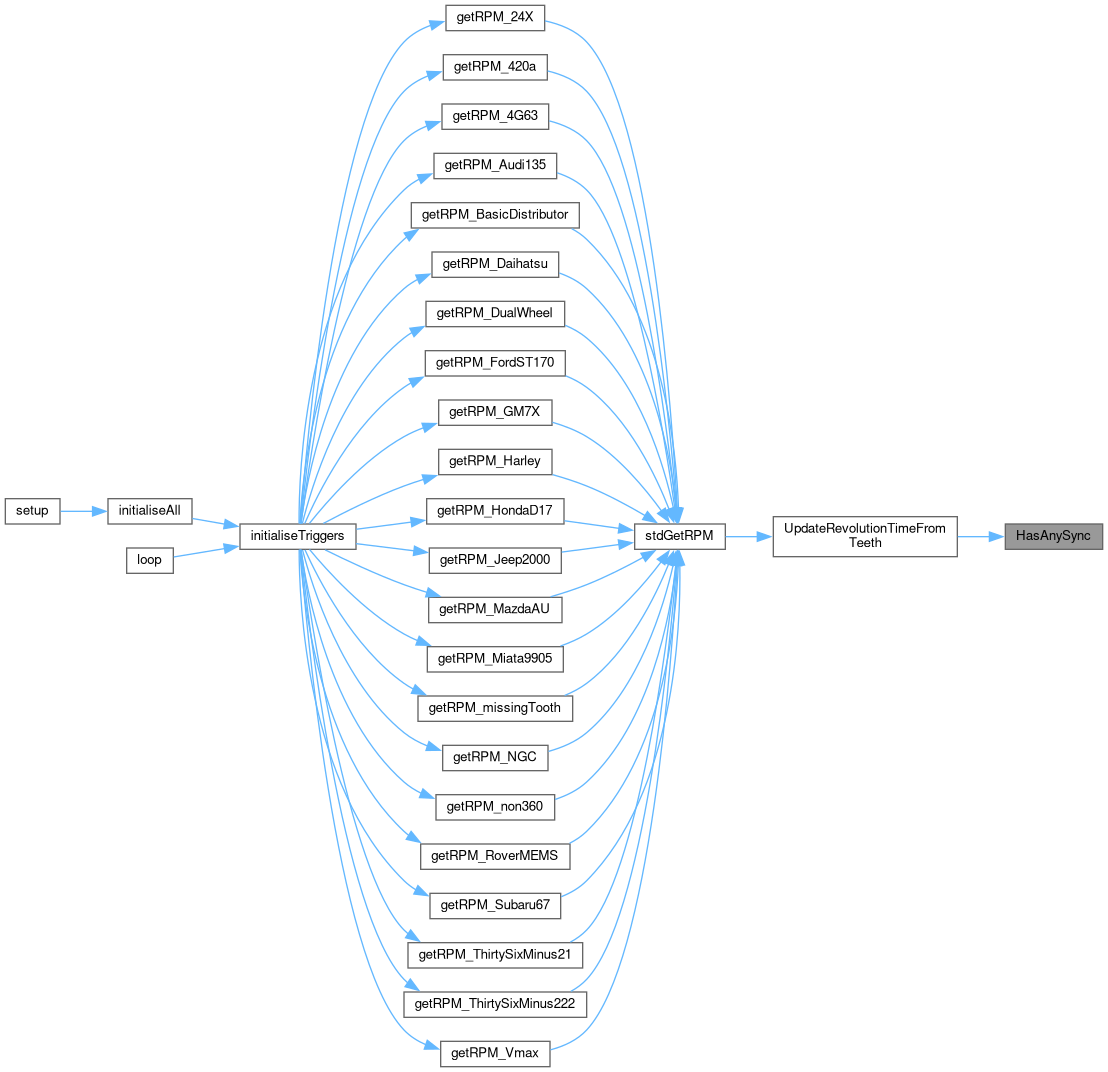 getRPM_24X
getRPM_420a
getRPM_4G63
getRPM_Audi135
getRPM_BasicDistributor
getRPM_Daihatsu
getRPM_DualWheel
getRPM_FordST170
getRPM_GM7X
getRPM_Harley
setup
initialiseAll
getRPM_HondaD17
loop
initialiseTriggers
getRPM_Jeep2000
stdGetRPM
UpdateRevolutionTimeFrom
Teeth
HasAnySync
getRPM_MazdaAU
getRPM_Miata9905
getRPM_missingTooth
getRPM_NGC
getRPM_non360
getRPM_RoverMEMS
getRPM_Subaru67
getRPM_ThirtySixMinus21
getRPM_ThirtySixMinus222
getRPM_Vmax